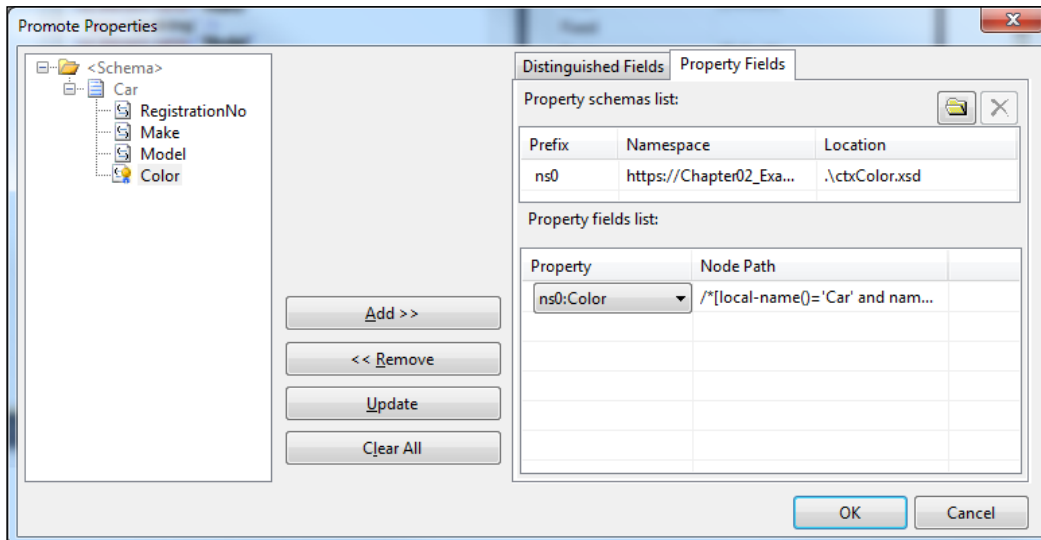 Promote Properties
<Schema>
Car
RegistrationNo
Make
Model
Color
Add >>
<< Remove
Update
Clear All
Distinguished Fields Property Fields
Property schemas list:
Prefix Namespace Location
ns0 https://Chapter02_Exa... .\ctxColor.xsd
Property fields list:
Property Node Path
ns0:Color /*[local-name()='Car' and nam...
OK Cancel